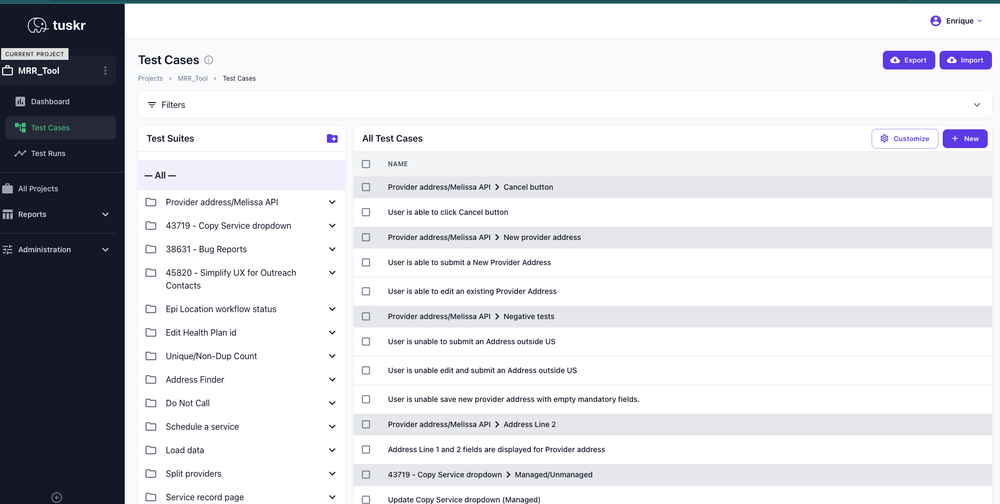 tuskr
Enrique
CURRENT PROJECT
MRR_Tool
Dashboard
Test Cases
Test Runs
All Projects
Reports
Administration
Test Cases
Export
Import
Projects > MRR_Tool > Test Cases
Filters
Test Suites
— All —
Provider address/Melissa API
43719 - Copy Service dropdown
38631 - Bug Reports
45820 - Simplify UX for Outreach
Contacts
Epi Location workflow status
Edit Health Plan id
Unique/Non-Dup Count
Address Finder
Do Not Call
Schedule a service
Load data
Split providers
Service record page
All Test Cases
Customize
+ New
NAME
Provider address/Melissa API > Cancel button
User is able to click Cancel button
Provider address/Melissa API > New provider address
User is able to submit a New Provider Address
User is able to edit an existing Provider Address
Provider address/Melissa API > Negative tests
User is unable to submit an Address outside US
User is unable edit and submit an Address outside US
User is unable save new provider address with empty mandatory fields.
Provider address/Melissa API > Address Line 2
Address Line 1 and 2 fields are displayed for Provider address
43719 - Copy Service dropdown > Managed/Unmanaged
Update Copy Service dropdown (Managed)